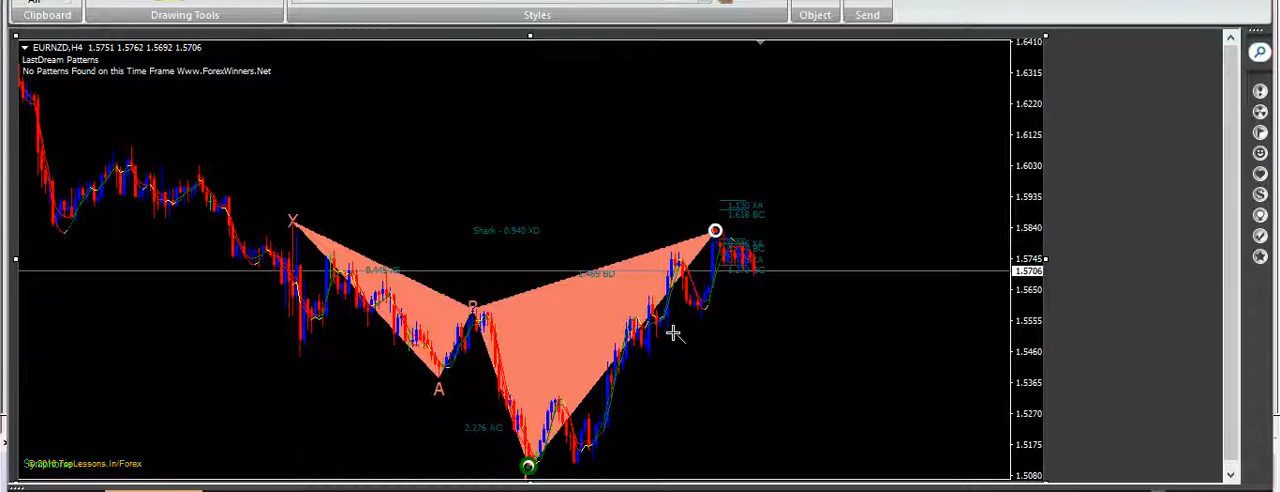 Clipboard
Drawing Tools
Styles
Object
Send
EURNZD,H4 1.5751 1.5762 1.5692 1.5706
LastDream Patterns
No Patterns Found on this Time Frame Www.ForexWinners.Net
1.6410
1.6315
1.6220
1.6125
1.6030
1.5935
1.5840
1.5745
1.5706
1.5650
1.5555
1.5460
1.5365
1.5270
1.5175
1.5080
X
Shark - 0.940 XD
1.130 XA
1.618 BC
B
A
2.276 AC